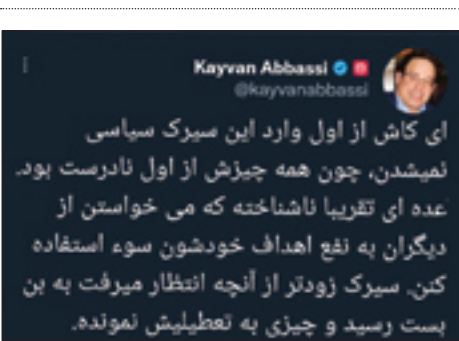 Kayvan Abbassi
@kayvanabbassi
ای کاش از اول وارد این سیرک سیاسی
نمیشدن، چون همه چیزش از اول نادرست بود.
عده ای تقریبا ناشناخته که می خواستن از
دیگران به نفع اهداف خودشون سوء استفاده
کنن. سیرک زودتر از آنچه انتظار میرفت به بن
بست رسید و چیزی به تعطیلیش نمونده.